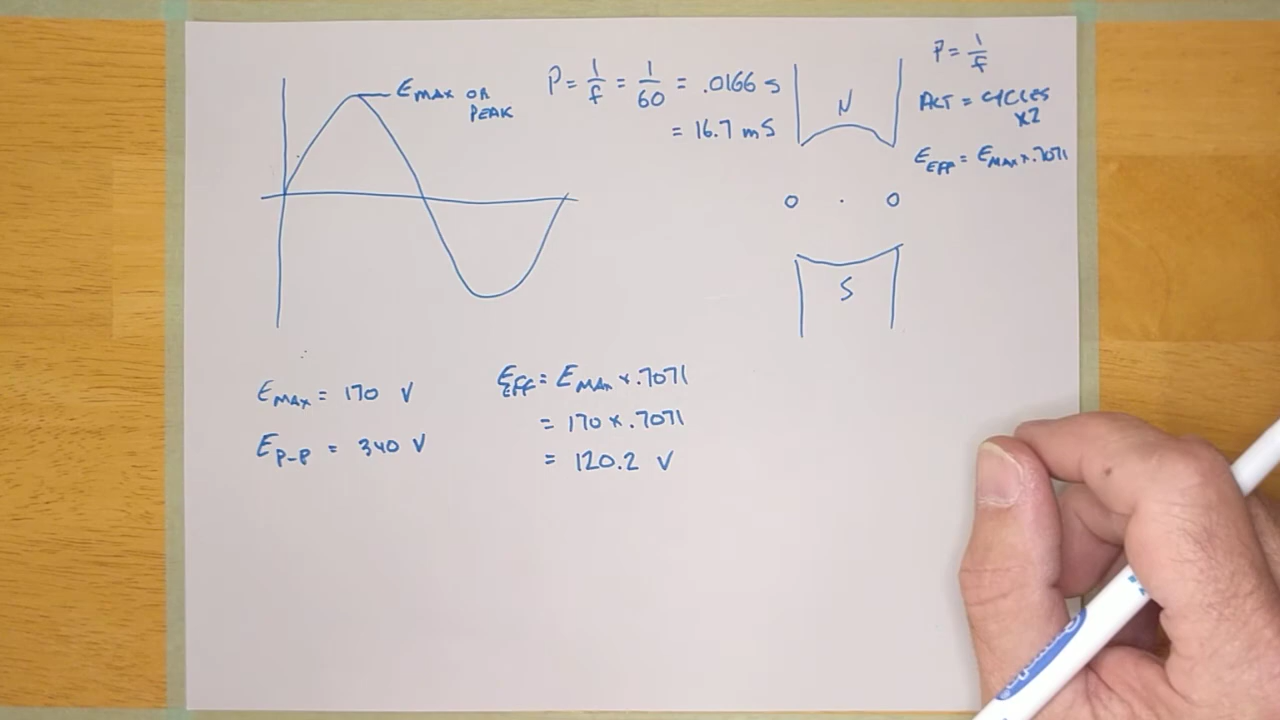 EMAX OR
PEAK
P = 1/f = 1/60 = .0166 s
= 16.7 mS
N
S
P = 1/f
ALT = CYCLES
X2
EEFF = EMAX x .7071
EMAX = 170 V
EP-P = 340 V
EEFF = EMAX x .7071
= 170 x .7071
= 120.2 V